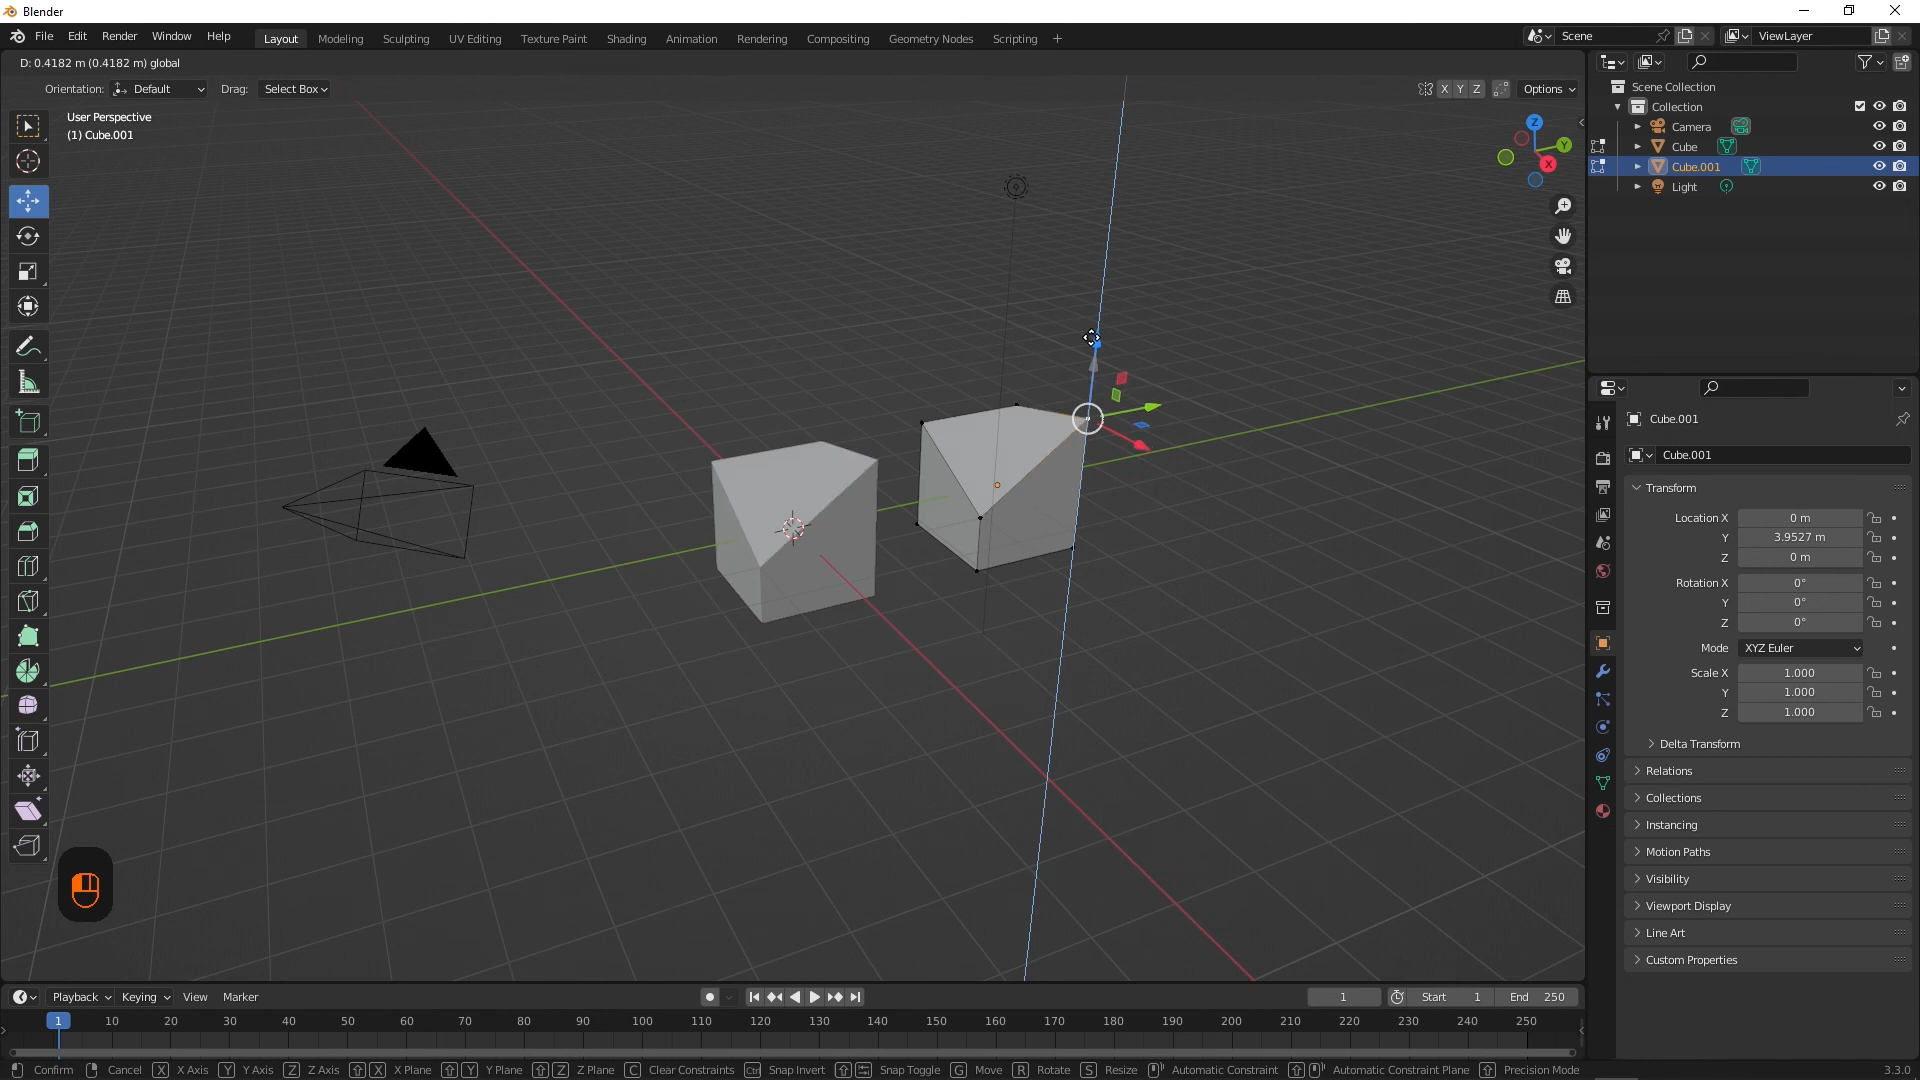 Blender
File Edit Render Window Help Layout Modeling Sculpting UV Editing Texture Paint Shading Animation Rendering Compositing Geometry Nodes Scripting + Scene ViewLayer
D: 0.4182 m (0.4182 m) global
Orientation: Default Drag: Select Box X Y Z Options
User Perspective
(1) Cube.001
Z
Y
X
Scene Collection
Collection
Camera
Cube
Cube.001
Light
Cube.001
Cube.001
Transform
Location X 0 m
Y 3.9527 m
Z 0 m
Rotation X 0°
Y 0°
Z 0°
Mode XYZ Euler
Scale X 1.000
Y 1.000
Z 1.000
Delta Transform
Relations
Collections
Instancing
Motion Paths
Visibility
Viewport Display
Line Art
Custom Properties
Playback Keying View Marker 1 Start 1 End 250
1 10 20 30 40 50 60 70 80 90 100 110 120 130 140 150 160 170 180 190 200 210 220 230 240 250
Confirm Cancel X X Axis Y Y Axis Z Z Axis X X Plane Y Y Plane Z Z Plane C Clear Constraints Ctrl Snap Invert Snap Toggle G Move R Rotate S Resize Automatic Constraint Automatic Constraint Plane Precision Mode 3.3.0